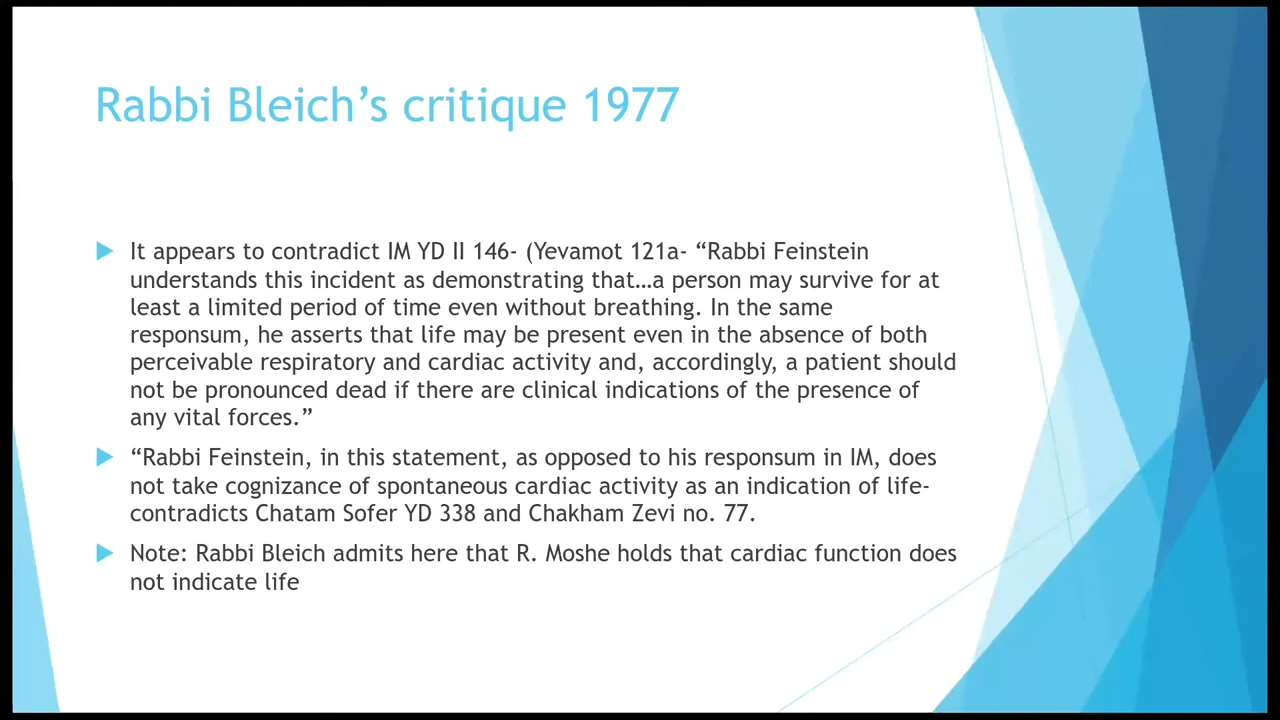 Rabbi Bleich’s critique 1977
It appears to contradict IM YD II 146- (Yevamot 121a- “Rabbi Feinstein
understands this incident as demonstrating that…a person may survive for at
least a limited period of time even without breathing. In the same
responsum, he asserts that life may be present even in the absence of both
perceivable respiratory and cardiac activity and, accordingly, a patient should
not be pronounced dead if there are clinical indications of the presence of
any vital forces.”
“Rabbi Feinstein, in this statement, as opposed to his responsum in IM, does
not take cognizance of spontaneous cardiac activity as an indication of life-
contradicts Chatam Sofer YD 338 and Chakham Zevi no. 77.
Note: Rabbi Bleich admits here that R. Moshe holds that cardiac function does
not indicate life